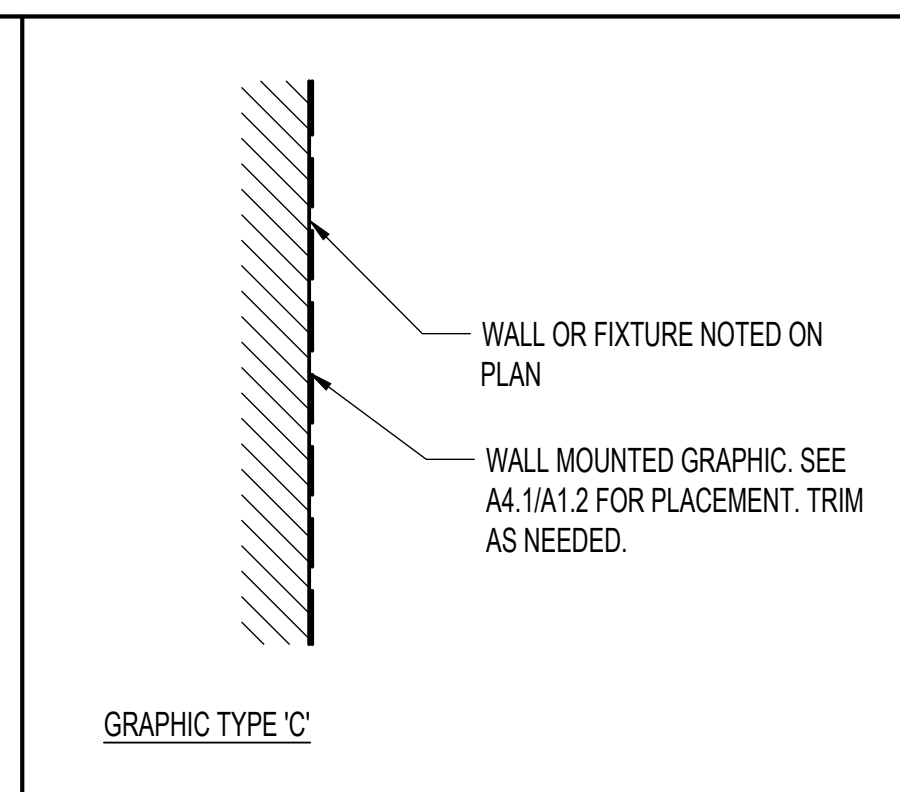 WALL OR FIXTURE NOTED ON
PLAN
WALL MOUNTED GRAPHIC. SEE
A4.1/A1.2 FOR PLACEMENT. TRIM
AS NEEDED.
GRAPHIC TYPE 'C'